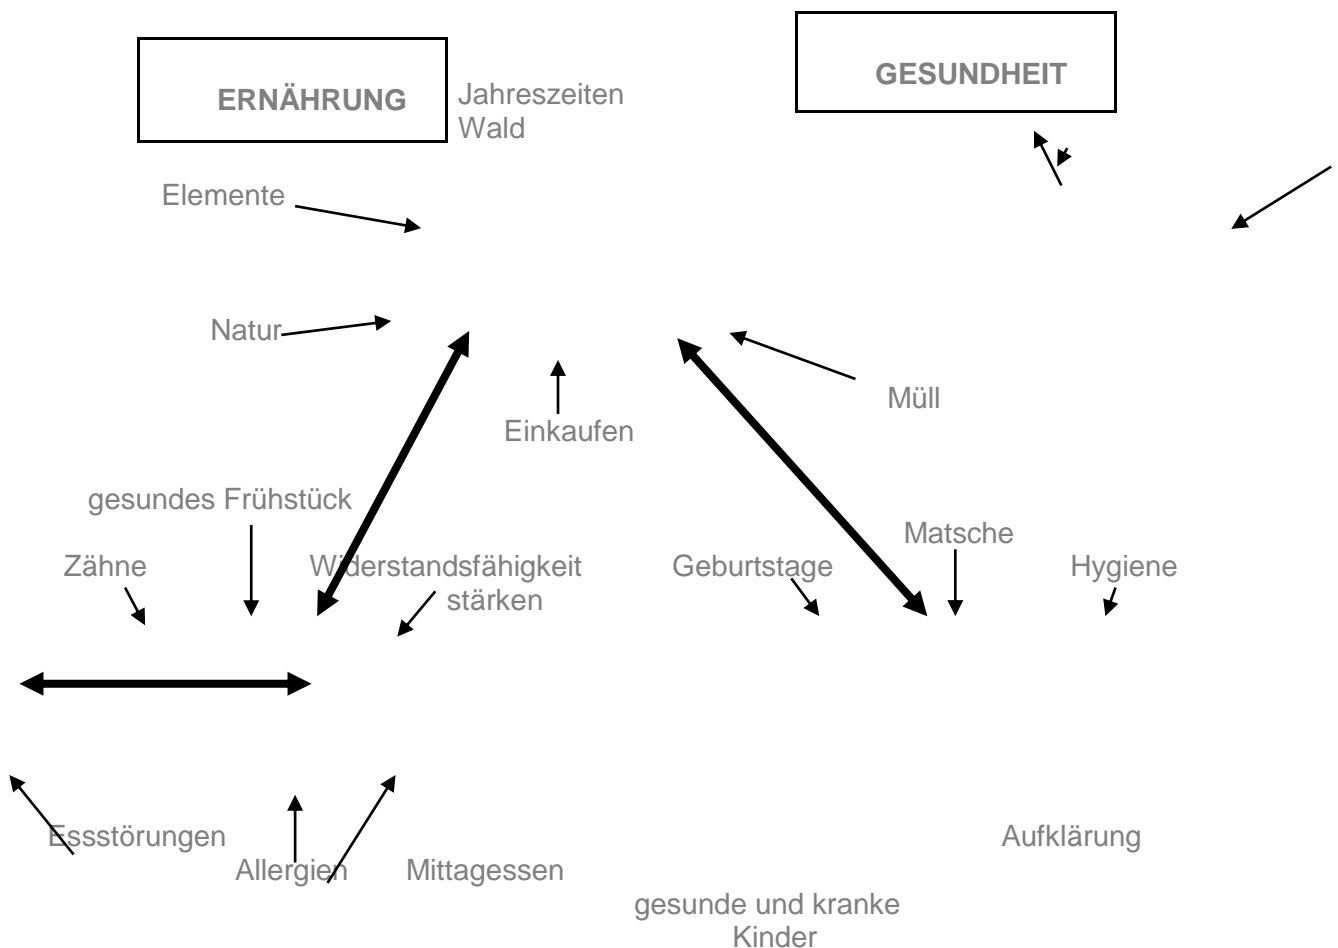 GESUNDHEIT
ERNÄHRUNG
Jahreszeiten
Wald
Elemente
Natur
Müll
Einkaufen
gesundes Frühstück
Matsche
Zähne
Widerstandsfähigkeit
stärken
Geburtstage
Hygiene
Essstörungen
Aufklärung
Allergien
Mittagessen
gesunde und kranke
Kinder